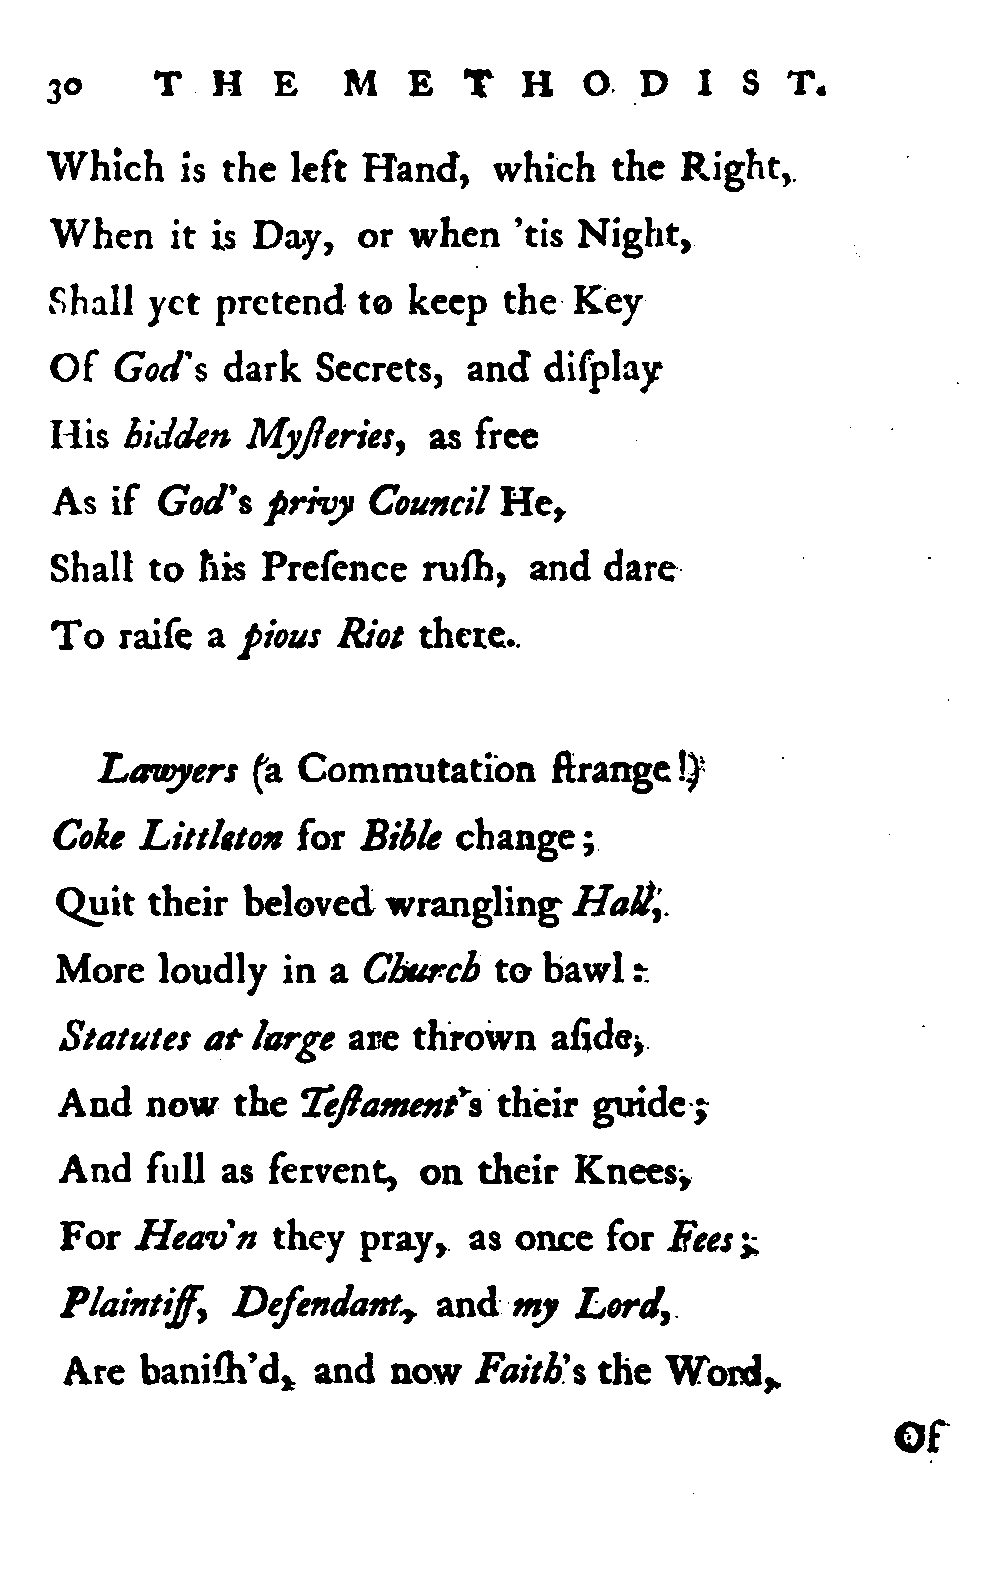 30 THE METHODIST.
Which is the left Hand, which the Right,
When it is Day, or when 'tis Night,
Shall yet pretend to keep the Key
Of God's dark Secrets, and diſplay
His hidden Myſteries, as free
As if God's privy Council He,
Shall to his Preſence ruſh, and dare
To raiſe a pious Riot there.
Lawyers (a Commutation ſtrange!)
Coke Littleton for Bible change;
Quit their beloved wrangling Hall,
More loudly in a Church to bawl:
Statutes at large are thrown aſide,
And now the Teſtament's their guide;
And full as fervent, on their Knees,
For Heav'n they pray, as once for Fees;
Plaintiff, Defendant, and my Lord,
Are baniſh'd, and now Faith's the Word,
Of